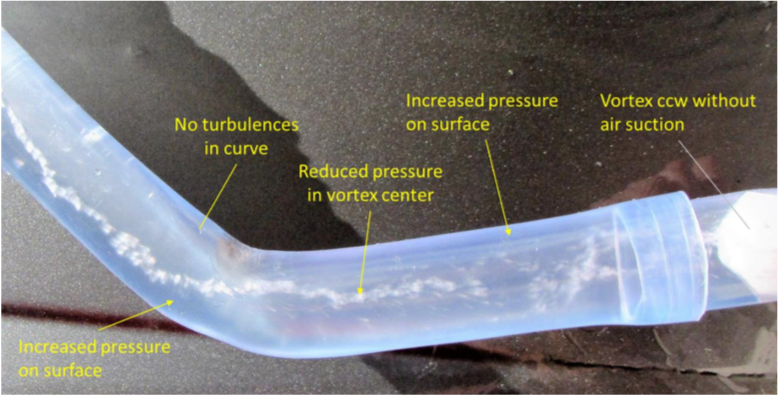 Increased pressure
on surface
Vortex ccw without
air suction
No turbulences
in curve
Reduced pressure
in vortex center
Increased pressure
on surface